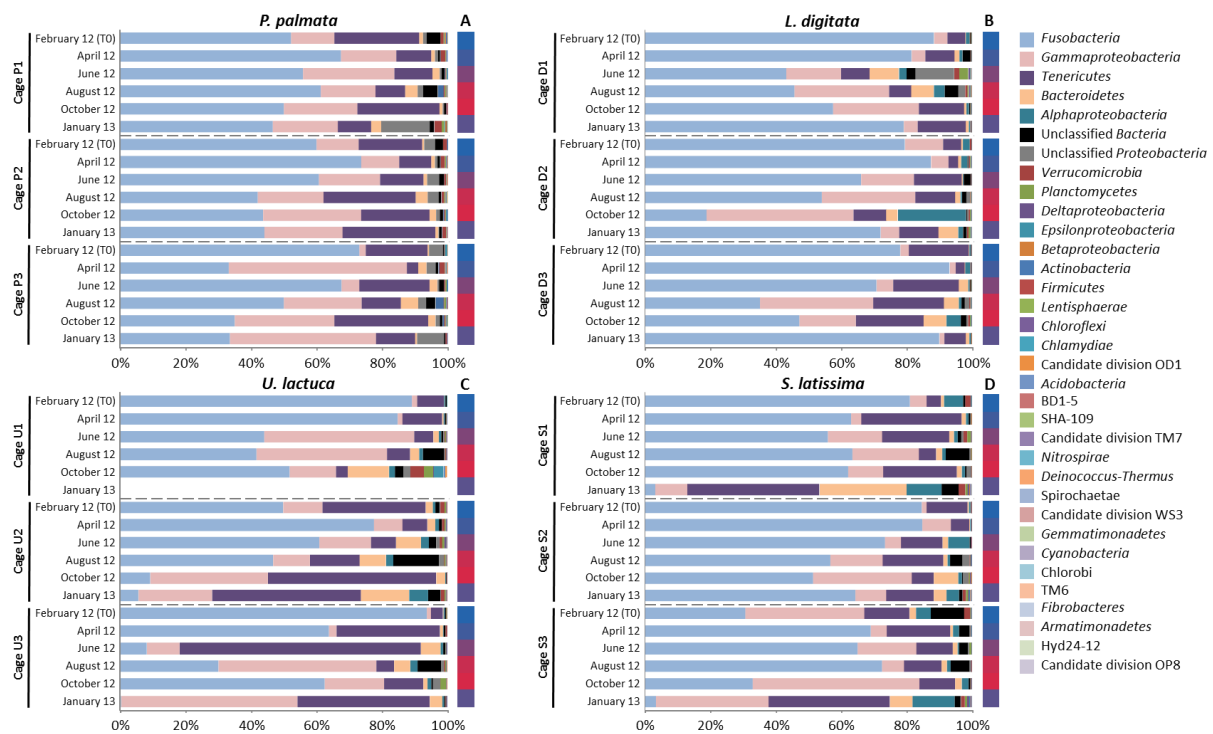 P. palmata
A
Cage P1
February 12 (T0)
April 12
June 12
August 12
October 12
January 13
Cage P2
February 12 (T0)
April 12
June 12
August 12
October 12
January 13
Cage P3
February 12 (T0)
April 12
June 12
August 12
October 12
January 13
0% 20% 40% 60% 80% 100%
L. digitata
B
Cage D1
February 12 (T0)
April 12
June 12
August 12
October 12
January 13
Cage D2
February 12 (T0)
April 12
June 12
August 12
October 12
January 13
Cage D3
February 12 (T0)
April 12
June 12
August 12
October 12
January 13
0% 20% 40% 60% 80% 100%
U. lactuca
C
Cage U1
February 12 (T0)
April 12
June 12
August 12
October 12
January 13
Cage U2
February 12 (T0)
April 12
June 12
August 12
October 12
January 13
Cage U3
February 12 (T0)
April 12
June 12
August 12
October 12
January 13
0% 20% 40% 60% 80% 100%
S. latissima
D
Cage S1
February 12 (T0)
April 12
June 12
August 12
October 12
January 13
Cage S2
February 12 (T0)
April 12
June 12
August 12
October 12
January 13
Cage S3
February 12 (T0)
April 12
June 12
August 12
October 12
January 13
0% 20% 40% 60% 80% 100%
Fusobacteria
Gammaproteobacteria
Tenericutes
Bacteroidetes
Alphaproteobacteria
Unclassified Bacteria
Unclassified Proteobacteria
Verrucomicrobia
Planctomycetes
Deltaproteobacteria
Epsilonproteobacteria
Betaproteobacteria
Actinobacteria
Firmicutes
Lentisphaerae
Chloroflexi
Chlamydiae
Candidate division OD1
Acidobacteria
BD1-5
SHA-109
Candidate division TM7
Nitrospirae
Deinococcus-Thermus
Spirochaetae
Candidate division WS3
Gemmatimonadetes
Cyanobacteria
Chlorobi
TM6
Fibrobacteres
Armatimonadetes
Hyd24-12
Candidate division OP8